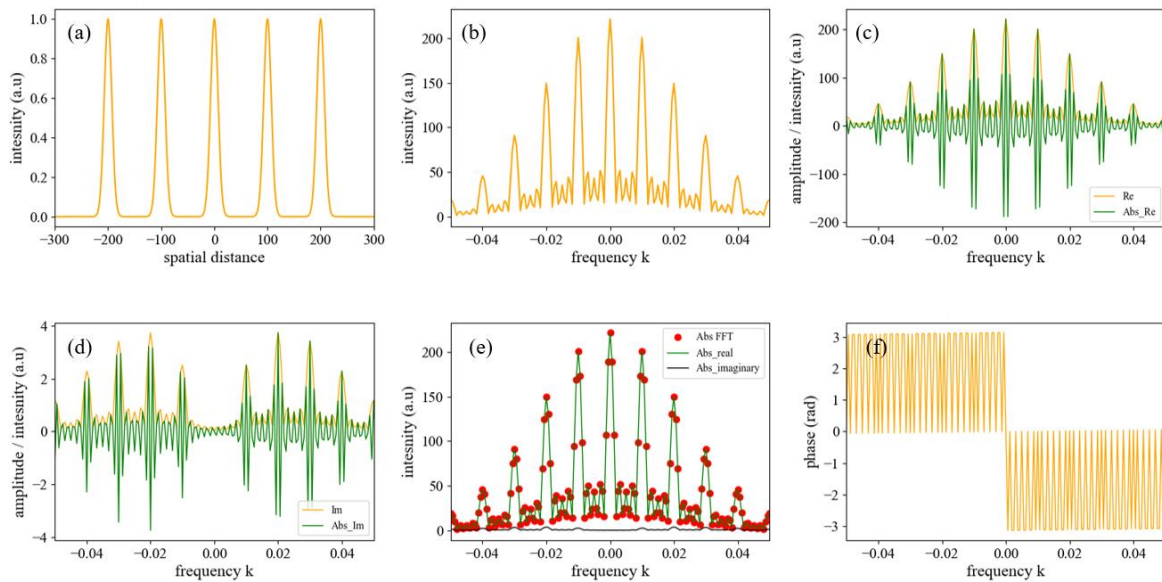 (a)
intesnity (a.u)
1.0
0.8
0.6
0.4
0.2
0.0
−300 −200 −100 0 100 200 300
spatial distance
(b)
intesnity (a.u)
200
150
100
50
0
−0.04 −0.02 0.00 0.02 0.04
frequency k
(c)
amplitude / intesnity (a.u)
200
100
0
−100
−200
Re
Abs_Re
−0.04 −0.02 0.00 0.02 0.04
frequency k
(d)
amplitude / intesnity (a.u)
4
2
0
−2
−4
Im
Abs_Im
−0.04 −0.02 0.00 0.02 0.04
frequency k
(e)
intesnity (a.u)
200
150
100
50
0
Abs FFT
Abs_real
Abs_imaginary
−0.04 −0.02 0.00 0.02 0.04
frequency k
(f)
phase (rad)
3
2
1
0
−1
−2
−3
−0.04 −0.02 0.00 0.02 0.04
frequency k